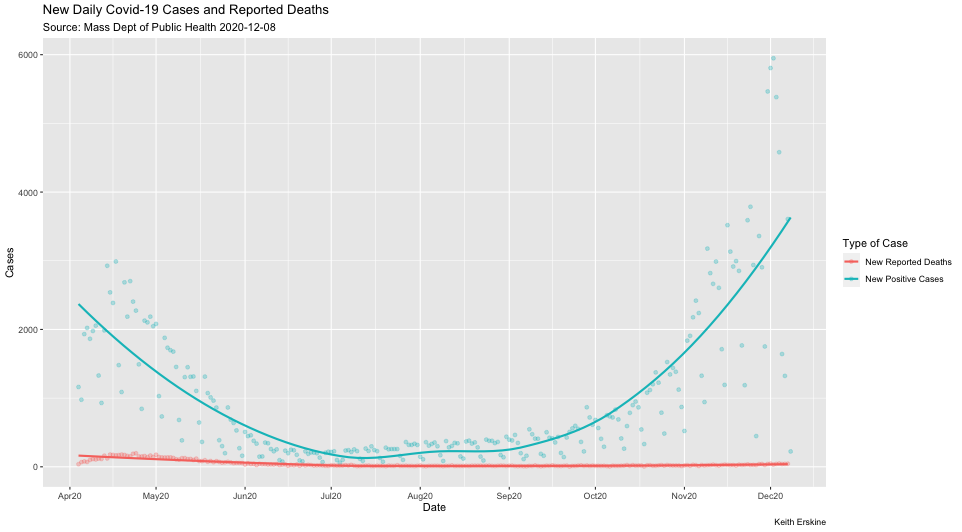 New Daily Covid-19 Cases and Reported Deaths
Source: Mass Dept of Public Health 2020-12-08
6000
4000
2000
0
Cases
Apr20 May20 Jun20 Jul20 Aug20 Sep20 Oct20 Nov20 Dec20
Date
Type of Case
New Reported Deaths
New Positive Cases
Keith Erskine